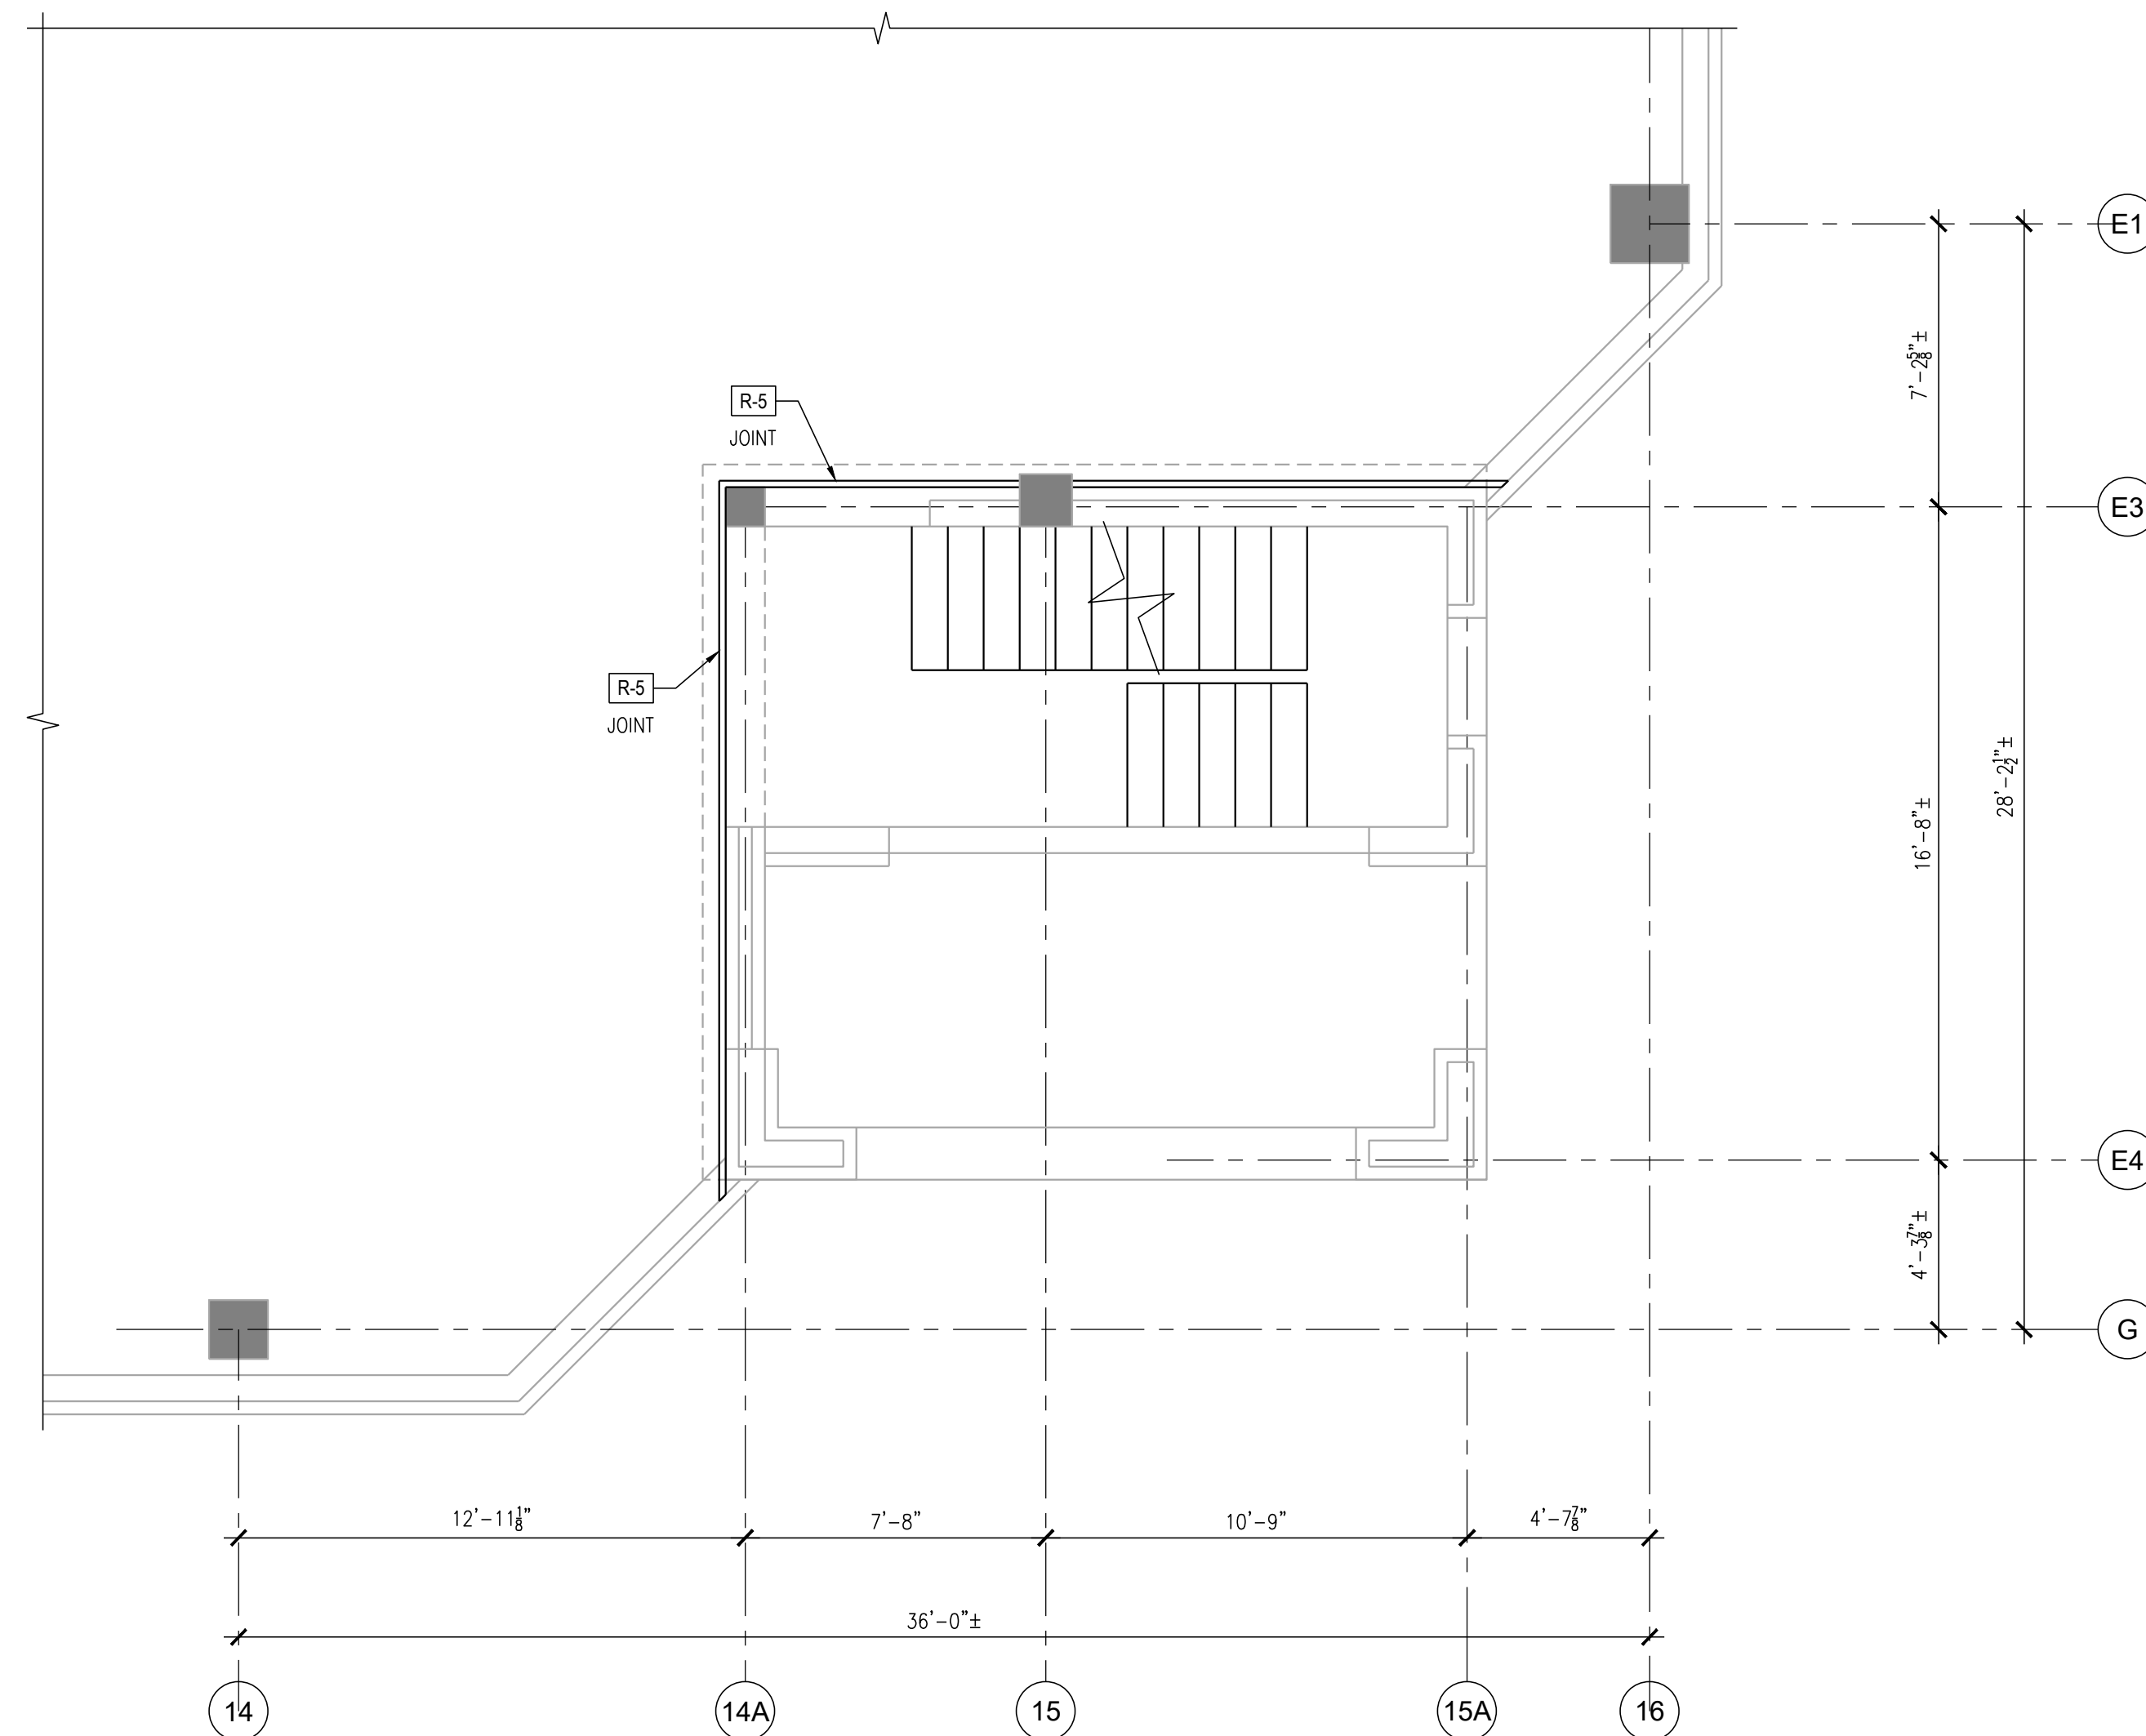 E1
7'-2⅝"±
R-5
JOINT
E3
R-5
JOINT
28'-2½"±
16'-8"±
E4
4'-3⅞"±
G
12'-11⅛"
7'-8"
10'-9"
4'-7⅞"
36'-0"±
14
14A
15
15A
16